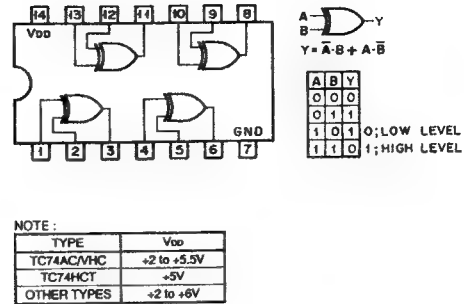 14 13 12 11 10 9 8
VDD
GND
1 2 3 4 5 6 7
A
B
Y
Y = A̅·B + A·B̅
A B Y
0 0 0
0 1 1
1 0 1 0;LOW LEVEL
1 1 0 1;HIGH LEVEL
NOTE :
TYPE VDD
TC74AC/VHC +2 to +5.5V
TC74HCT +5V
OTHER TYPES +2 to +6V